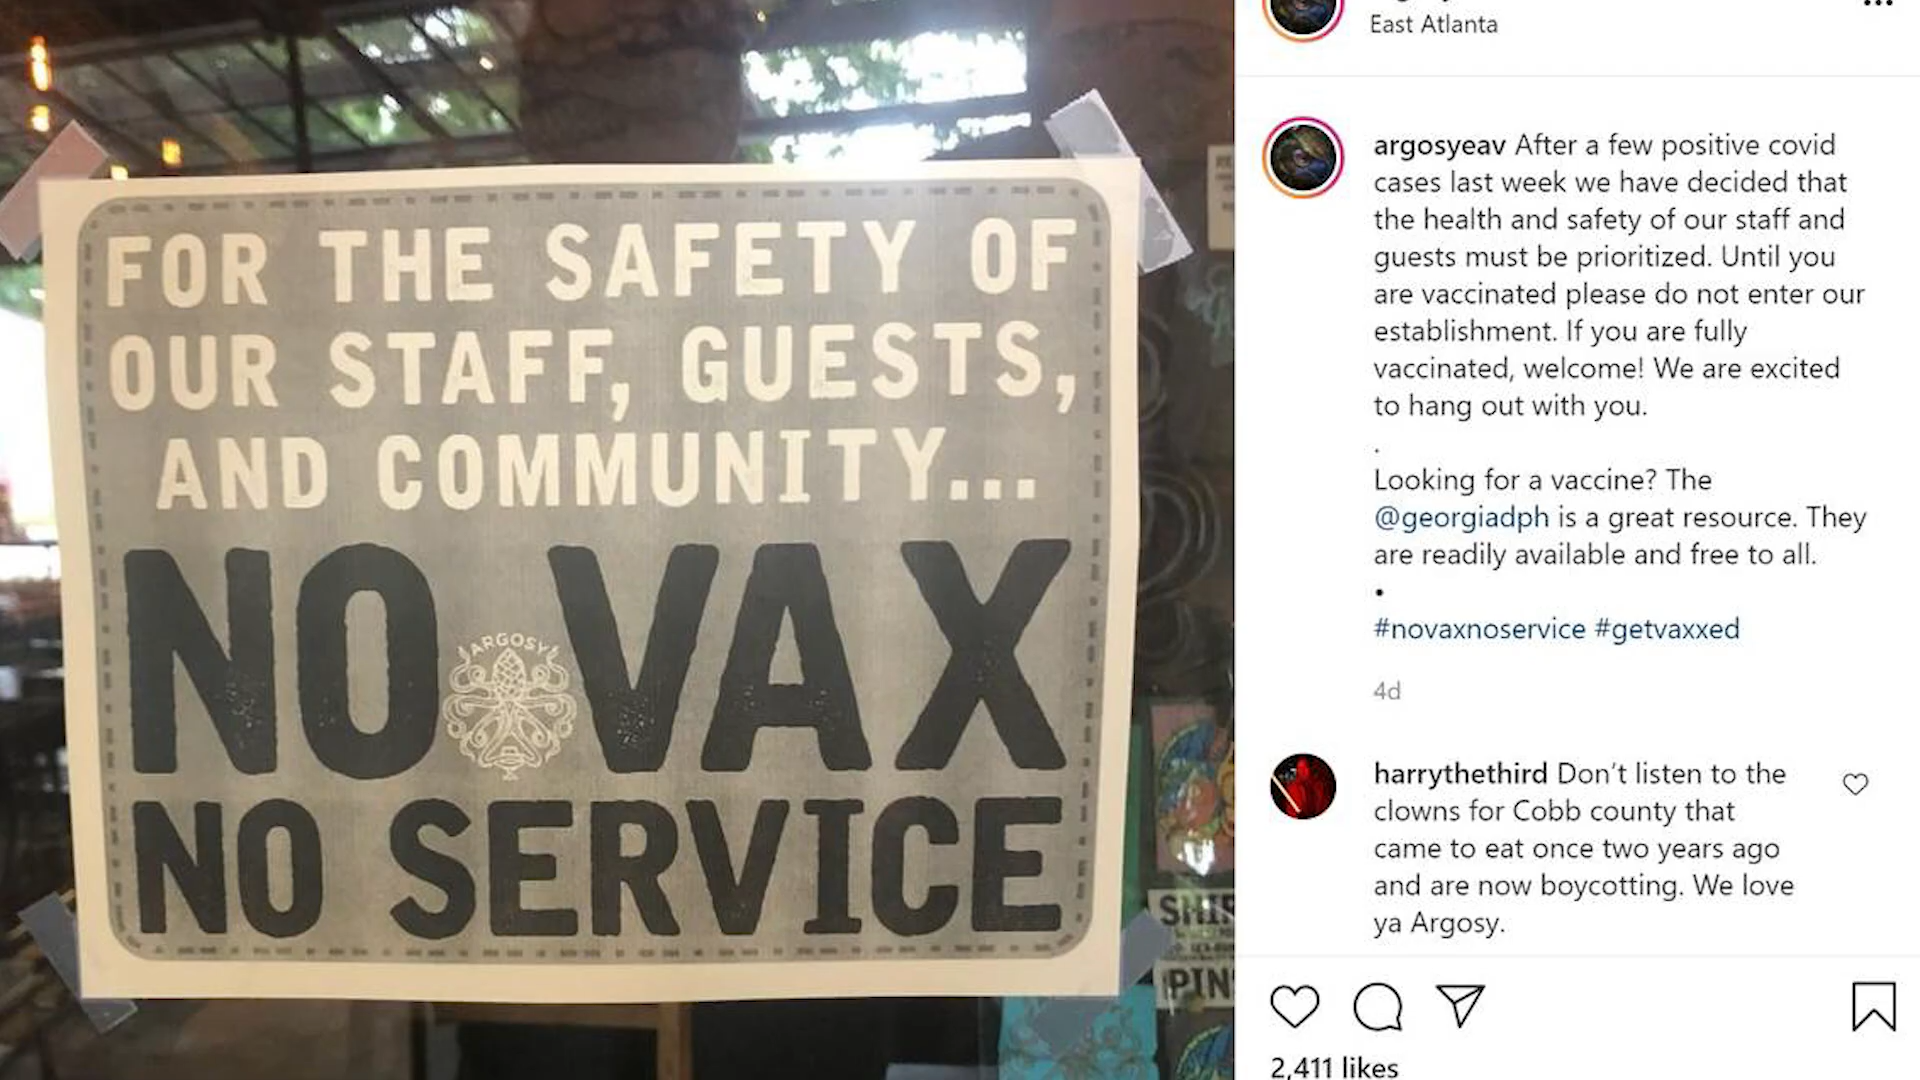 FOR THE SAFETY OF
OUR STAFF, GUESTS,
AND COMMUNITY...
NO VAX
ARGOSY
NO SERVICE
PINS
East Atlanta
argosyeav After a few positive covid
cases last week we have decided that
the health and safety of our staff and
guests must be prioritized. Until you
are vaccinated please do not enter our
establishment. If you are fully
vaccinated, welcome! We are excited
to hang out with you.
.
Looking for a vaccine? The
@georgiadph is a great resource. They
are readily available and free to all.
•
#novaxnoservice #getvaxxed
4d
harrythethird Don’t listen to the
clowns for Cobb county that
came to eat once two years ago
and are now boycotting. We love
ya Argosy.
2,411 likes